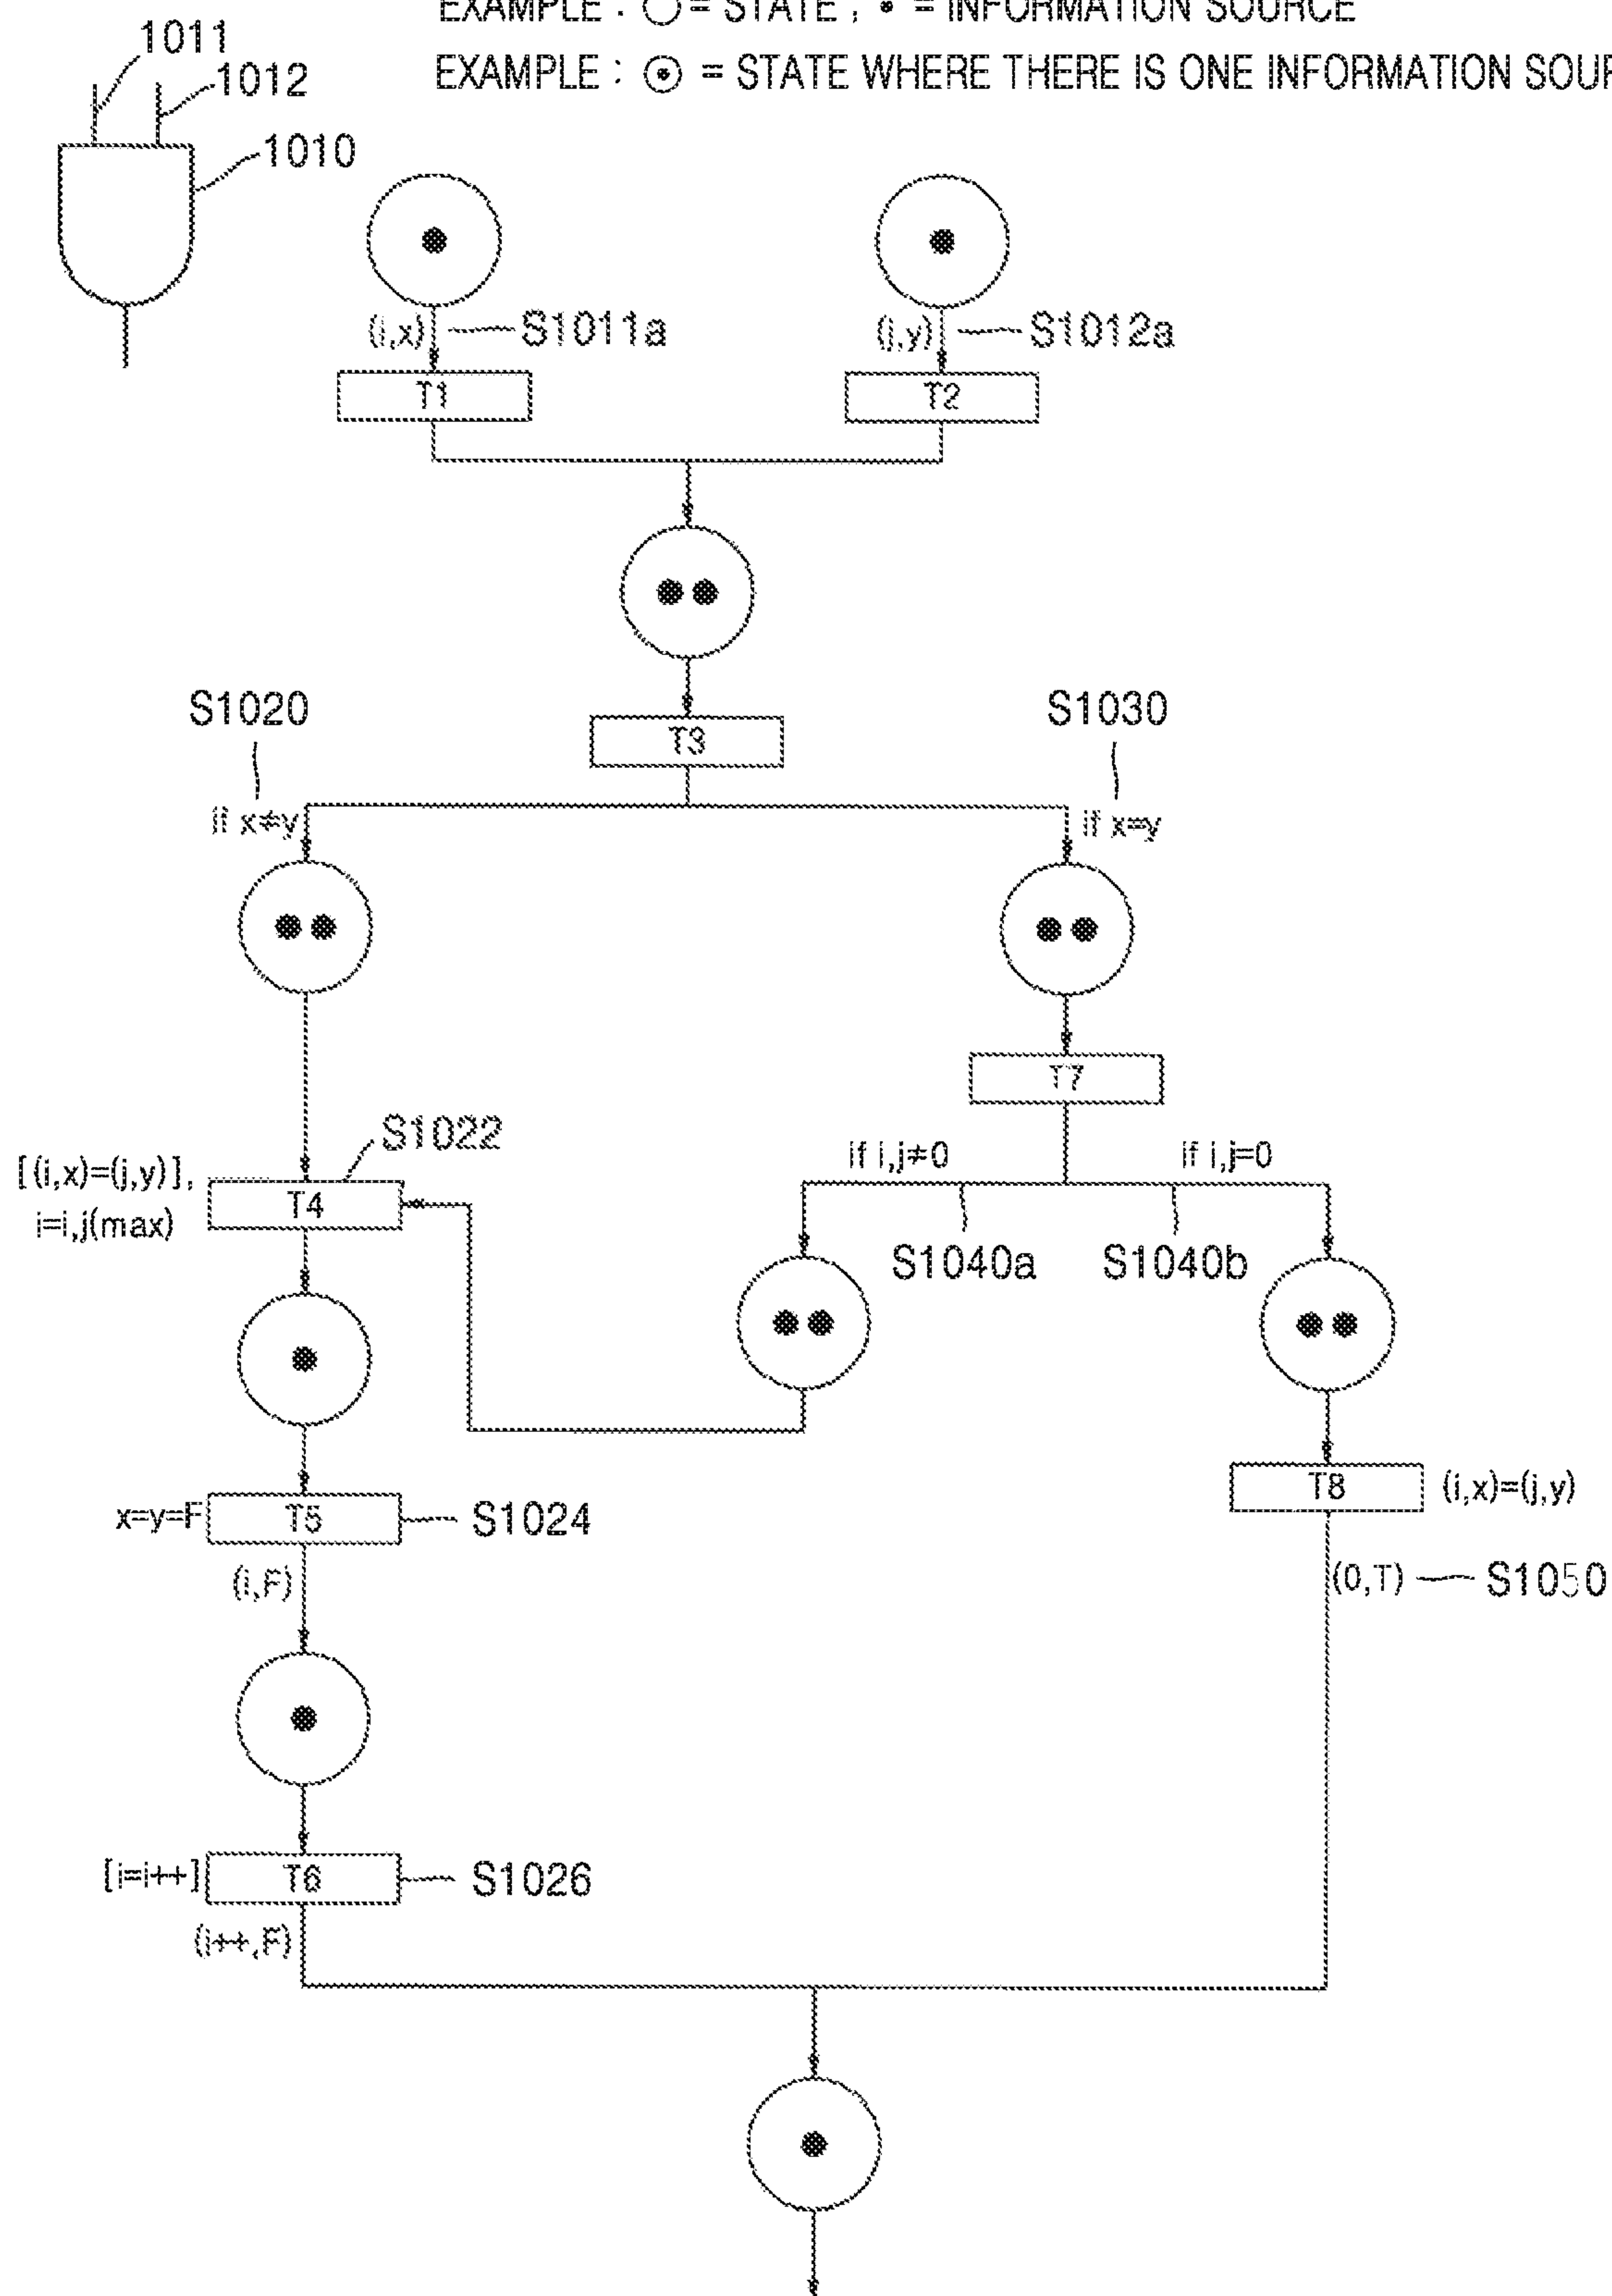 EXAMPLE : ○ = STATE , • = INFORMATION SOURCE
1011
1012
EXAMPLE : ⊙ = STATE WHERE THERE IS ONE INFORMATION SOUR
1010
(i,x) S1011a
(j,y) S1012a
T1
T2
S1020
S1030
T3
if x≠y
if x=y
T7
S1022
if i,j≠0
if i,j=0
[(i,x)=(j,y)],
T4
i=i,j(max)
S1040a
S1040b
T8
(i,x)=(j,y)
x=y=F
T5
S1024
(i,F)
(0,T)
S1050
[i=i++]
T6
S1026
(i++,F)